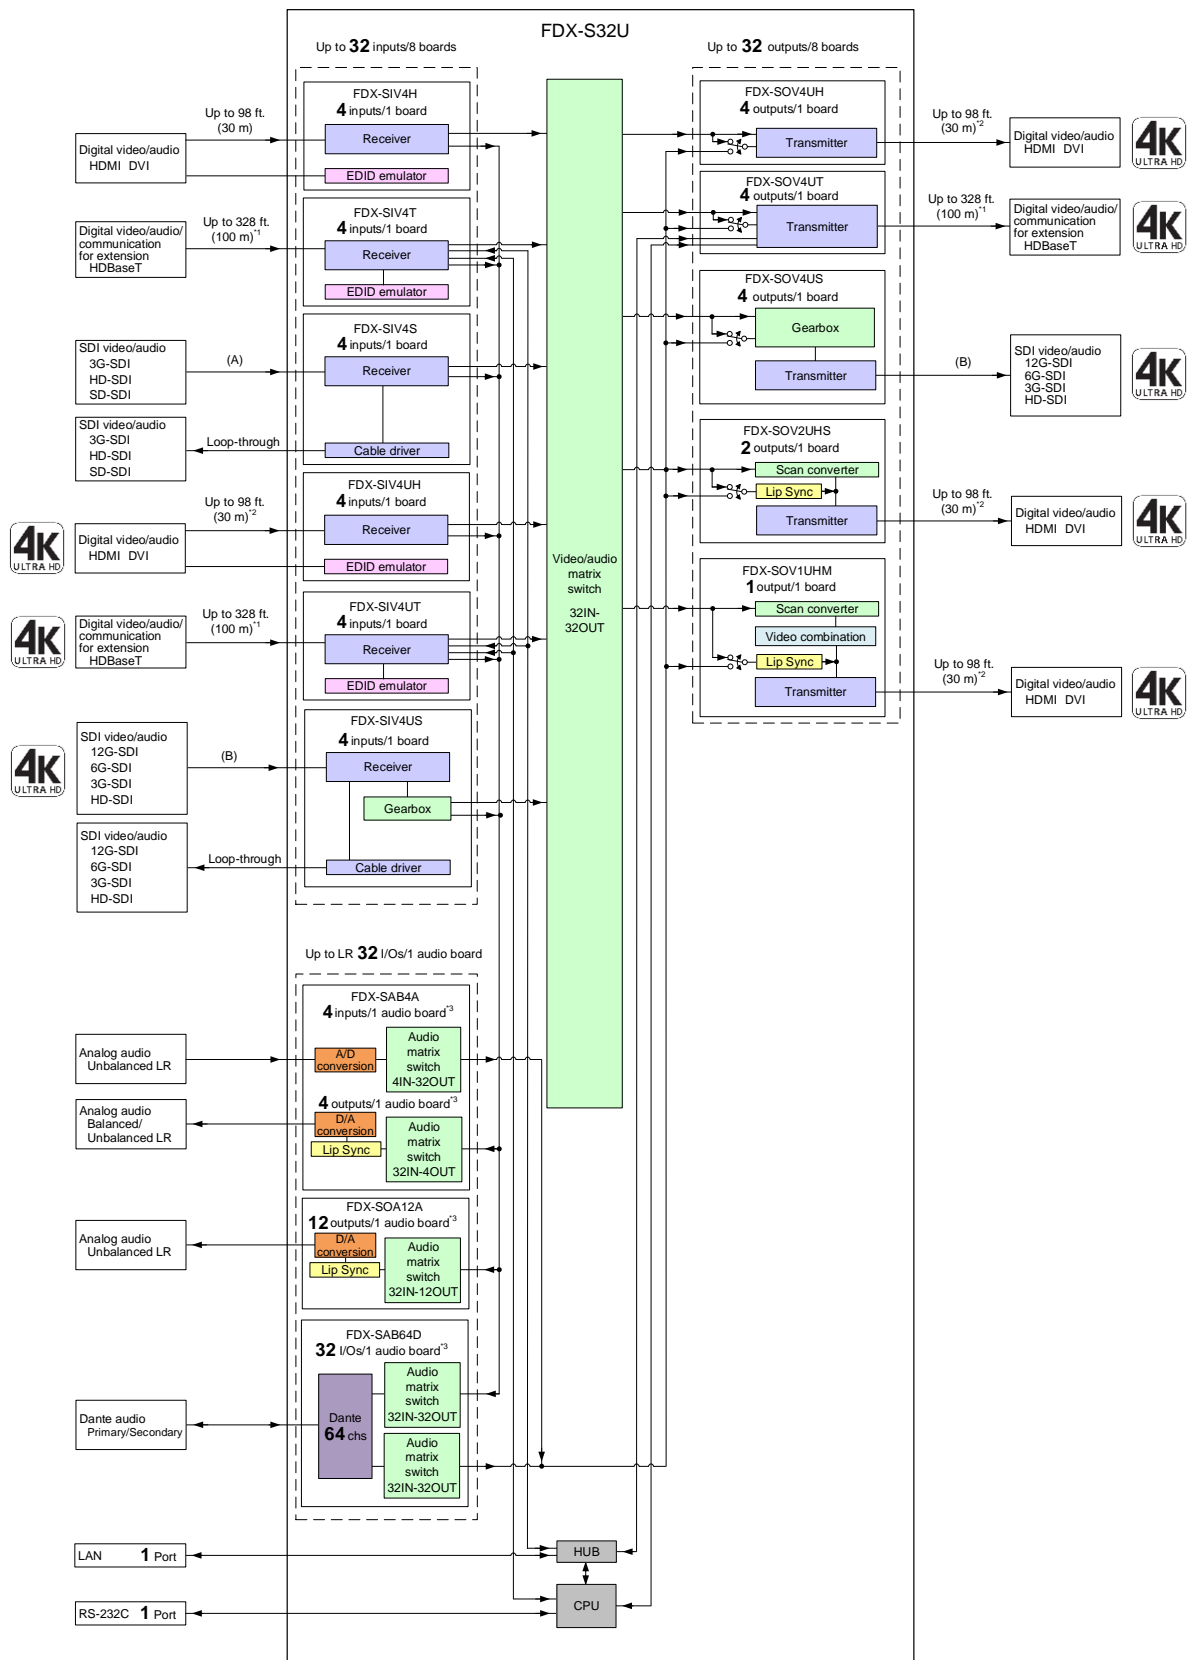 FDX-S32U
Up to 32 inputs/8 boards
Up to 32 outputs/8 boards
FDX-SIV4H
4 inputs/1 board
Receiver
EDID emulator
Up to 98 ft.
(30 m)
Digital video/audio
HDMI DVI
FDX-SIV4T
4 inputs/1 board
Receiver
EDID emulator
Up to 328 ft.
(100 m)*1
Digital video/audio/
communication
for extension
HDBaseT
FDX-SIV4S
4 inputs/1 board
Receiver
Cable driver
(A)
SDI video/audio
3G-SDI
HD-SDI
SD-SDI
Loop-through
SDI video/audio
3G-SDI
HD-SDI
SD-SDI
FDX-SIV4UH
4 inputs/1 board
Receiver
EDID emulator
Up to 98 ft.
(30 m)*2
4K
ULTRA HD
Digital video/audio
HDMI DVI
FDX-SIV4UT
4 inputs/1 board
Receiver
EDID emulator
Up to 328 ft.
(100 m)*1
4K
ULTRA HD
Digital video/audio/
communication
for extension
HDBaseT
FDX-SIV4US
4 inputs/1 board
Receiver
Gearbox
Cable driver
(B)
4K
ULTRA HD
SDI video/audio
12G-SDI
6G-SDI
3G-SDI
HD-SDI
Loop-through
SDI video/audio
12G-SDI
6G-SDI
3G-SDI
HD-SDI
Video/audio
matrix
switch
32IN-
32OUT
FDX-SOV4UH
4 outputs/1 board
Transmitter
Up to 98 ft.
(30 m)*2
Digital video/audio
HDMI DVI
4K
ULTRA HD
FDX-SOV4UT
4 outputs/1 board
Transmitter
Up to 328 ft.
(100 m)*1
Digital video/audio/
communication
for extension
HDBaseT
4K
ULTRA HD
FDX-SOV4US
4 outputs/1 board
Gearbox
Transmitter
(B)
SDI video/audio
12G-SDI
6G-SDI
3G-SDI
HD-SDI
4K
ULTRA HD
FDX-SOV2UHS
2 outputs/1 board
Scan converter
Lip Sync
Transmitter
Up to 98 ft.
(30 m)*2
Digital video/audio
HDMI DVI
4K
ULTRA HD
FDX-SOV1UHM
1 output/1 board
Scan converter
Video combination
Lip Sync
Transmitter
Up to 98 ft.
(30 m)*2
Digital video/audio
HDMI DVI
4K
ULTRA HD
Up to LR 32 I/Os/1 audio board
FDX-SAB4A
4 inputs/1 audio board*3
A/D
conversion
Audio
matrix
switch
4IN-32OUT
Analog audio
Unbalanced LR
4 outputs/1 audio board*3
D/A
conversion
Lip Sync
Audio
matrix
switch
32IN-4OUT
Analog audio
Balanced/
Unbalanced LR
FDX-SOA12A
12 outputs/1 audio board*3
D/A
conversion
Lip Sync
Audio
matrix
switch
32IN-12OUT
Analog audio
Unbalanced LR
FDX-SAB64D
32 I/Os/1 audio board*3
Dante
64 chs
Audio
matrix
switch
32IN-32OUT
Audio
matrix
switch
32IN-32OUT
Dante audio
Primary/Secondary
LAN 1 Port
HUB
RS-232C 1 Port
CPU